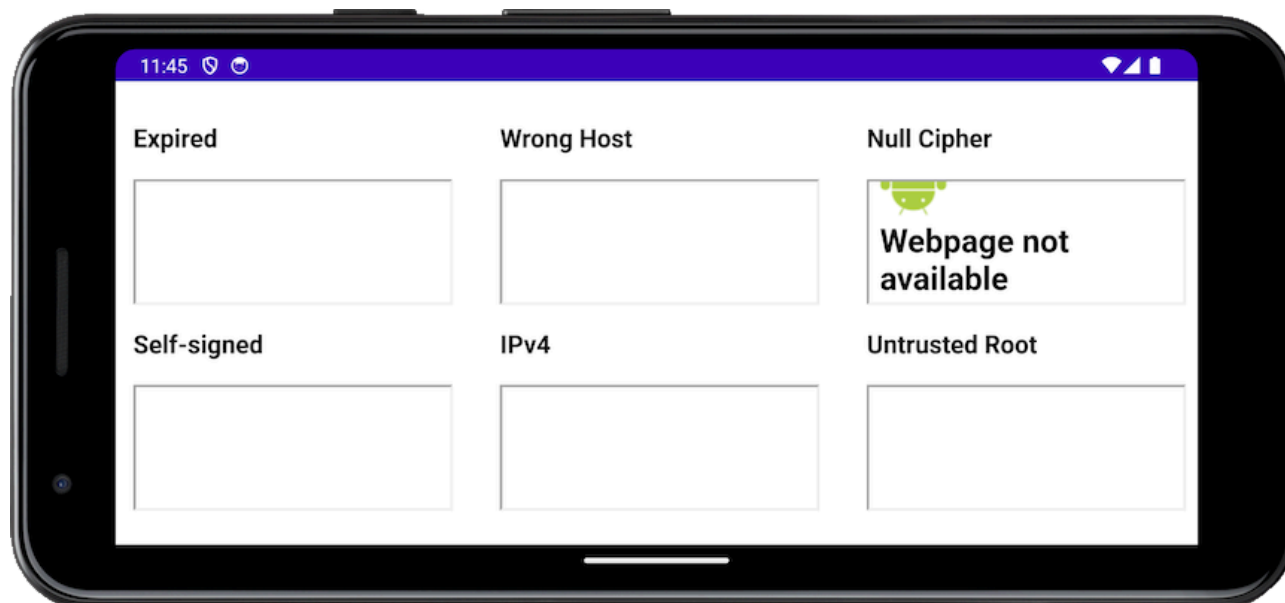 11:45
Expired
Wrong Host
Null Cipher
Webpage not
available
Self-signed
IPv4
Untrusted Root